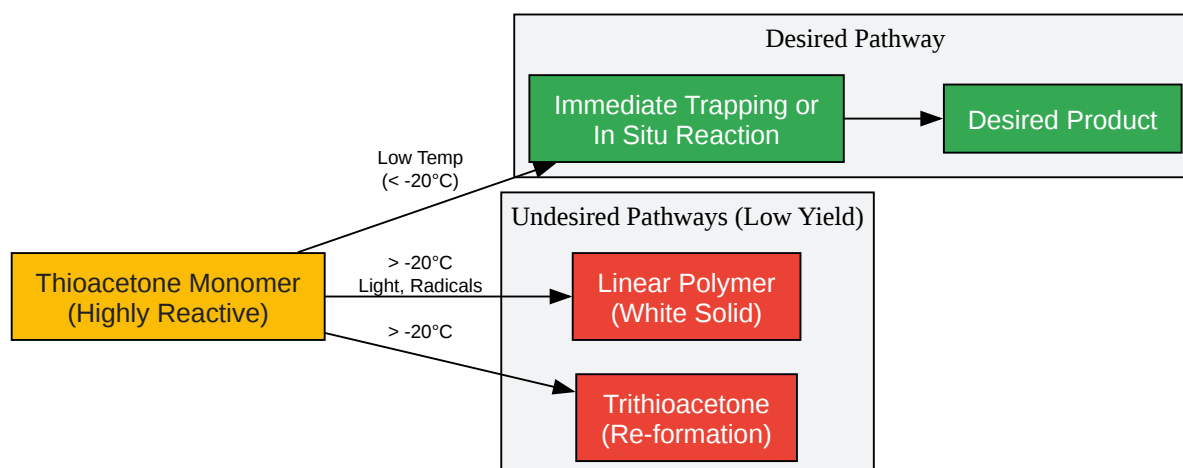 Desired Pathway
Immediate Trapping or
In Situ Reaction
Desired Product
Low Temp
(< -20°C)
Undesired Pathways (Low Yield)
Thioacetone Monomer
(Highly Reactive)
> -20°C
Light, Radicals
Linear Polymer
(White Solid)
> -20°C
Trithioacetone
(Re-formation)